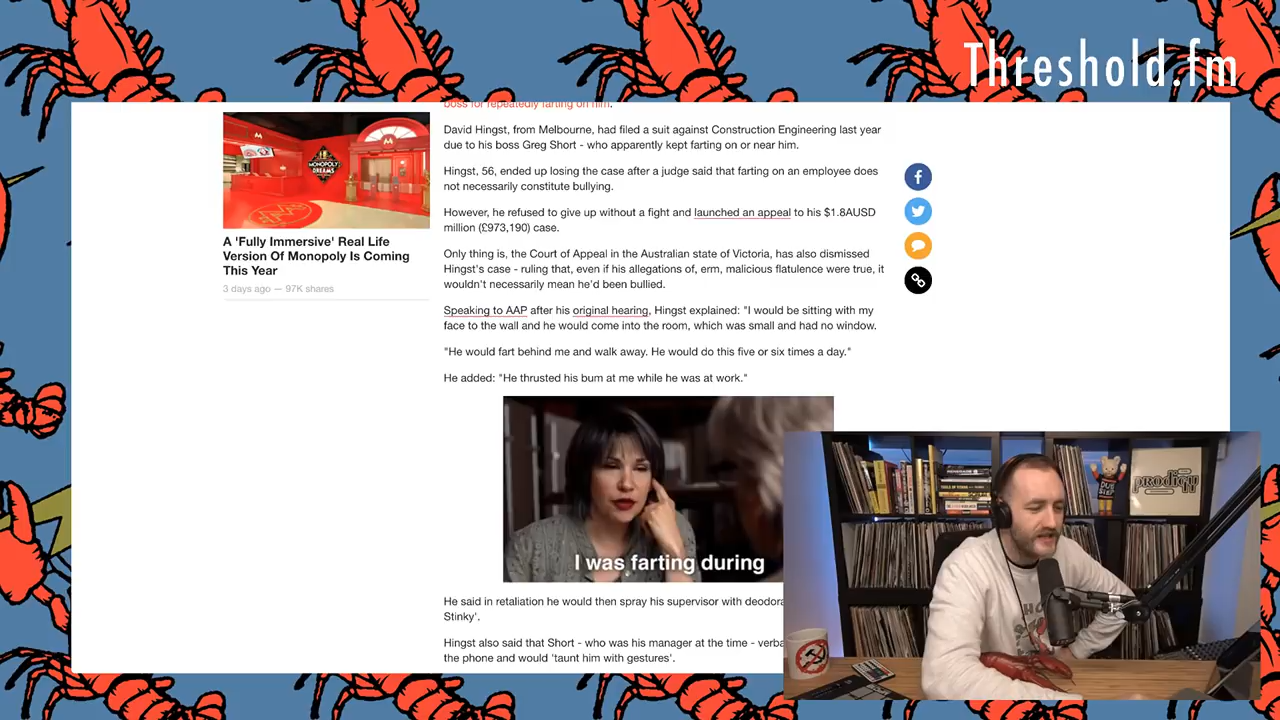 Threshold.fm
boss for repeatedly farting on him.
David Hingst, from Melbourne, had filed a suit against Construction Engineering last year
due to his boss Greg Short - who apparently kept farting on or near him.
Hingst, 56, ended up losing the case after a judge said that farting on an employee does
not necessarily constitute bullying.
However, he refused to give up without a fight and launched an appeal to his $1.8AUSD
million (£973,190) case.
Only thing is, the Court of Appeal in the Australian state of Victoria, has also dismissed
Hingst's case - ruling that, even if his allegations of, erm, malicious flatulence were true, it
wouldn't necessarily mean he'd been bullied.
Speaking to AAP after his original hearing, Hingst explained: "I would be sitting with my
face to the wall and he would come into the room, which was small and had no window.
"He would fart behind me and walk away. He would do this five or six times a day."
He added: "He thrusted his bum at me while he was at work."
I was farting during
He said in retaliation he would then spray his supervisor with deodora
Stinky'.
Hingst also said that Short - who was his manager at the time - verba
the phone and would 'taunt him with gestures'.
MONOPOLY
DREAMS
A 'Fully Immersive' Real Life
Version Of Monopoly Is Coming
This Year
3 days ago — 97K shares
DUB
STEP
prodigy